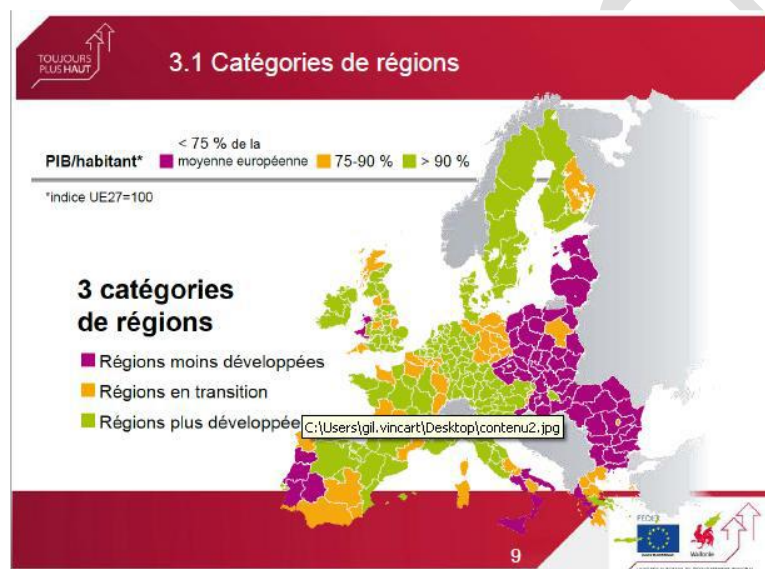 TOUJOURS
PLUS HAUT
3.1 Catégories de régions
PIB/habitant*
< 75 % de la
moyenne européenne
75-90 %
> 90 %
*indice UE27=100
3 catégories
de régions
Régions moins développées
Régions en transition
Régions plus développée
C:\Users\gil.vincart\Desktop\contenu2.jpg
9
FEDER
Wallonie